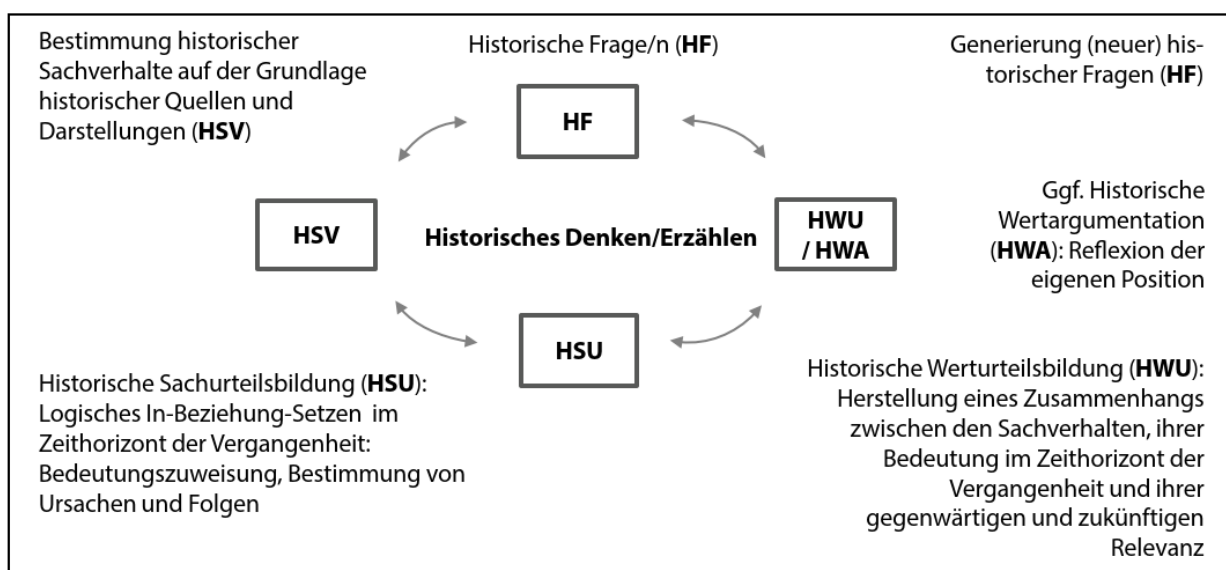 Bestimmung historischer
Sachverhalte auf der Grundlage
historischer Quellen und
Darstellungen (HSV)
Historische Frage/n (HF)
Generierung (neuer) his-
torischer Fragen (HF)
HF
HSV
Historisches Denken/Erzählen
HWU
/ HWA
Ggf. Historische
Wertargumentation
(HWA): Reflexion der
eigenen Position
HSU
Historische Sachurteilsbildung (HSU):
Logisches In-Beziehung-Setzen im
Zeithorizont der Vergangenheit:
Bedeutungszuweisung, Bestimmung von
Ursachen und Folgen
Historische Werturteilsbildung (HWU):
Herstellung eines Zusammenhangs
zwischen den Sachverhalten, ihrer
Bedeutung im Zeithorizont der
Vergangenheit und ihrer
gegenwärtigen und zukünftigen
Relevanz